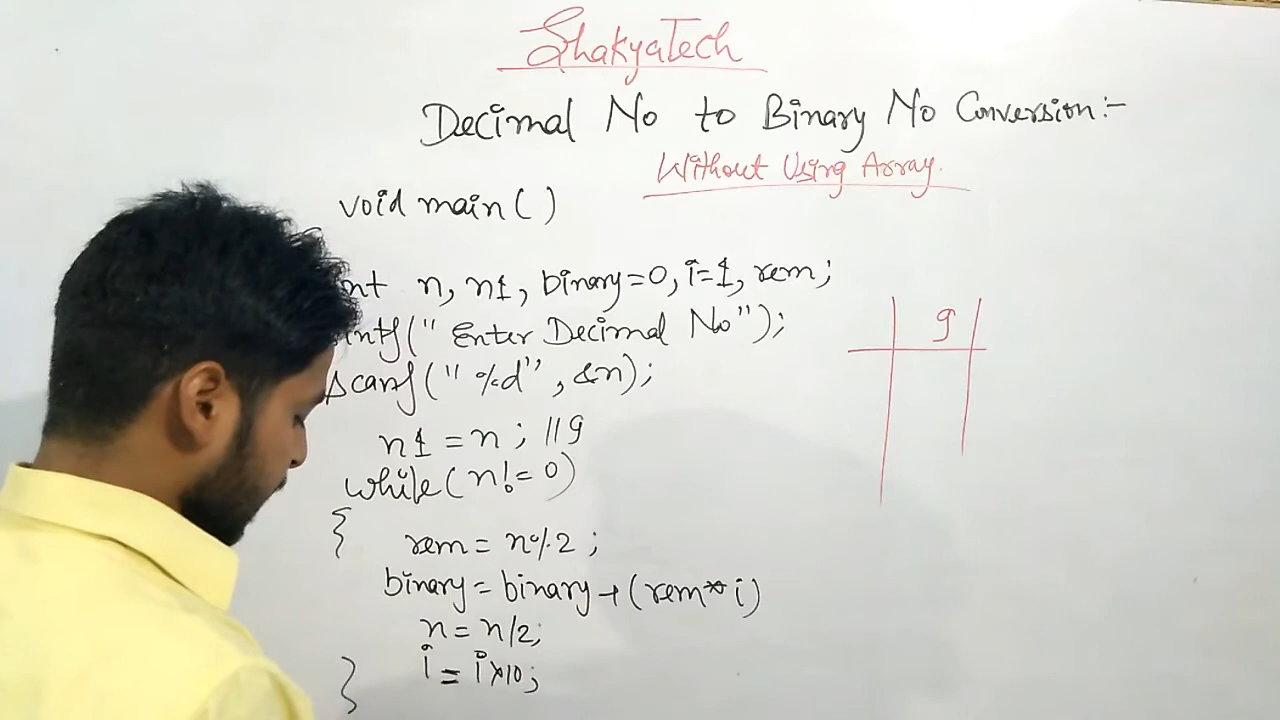 ShakyaTech
Decimal No to Binary No Conversion:-
Without Using Array.
void main( )
int n, n1, binary=0, i=1, rem;
intf(" Enter Decimal No");
scanf(" %d", &n);
n1 = n; //9
while(n!=0)
{ rem = n%2;
binary = binary+(rem*i)
n = n/2;
i = i*10;
}
9